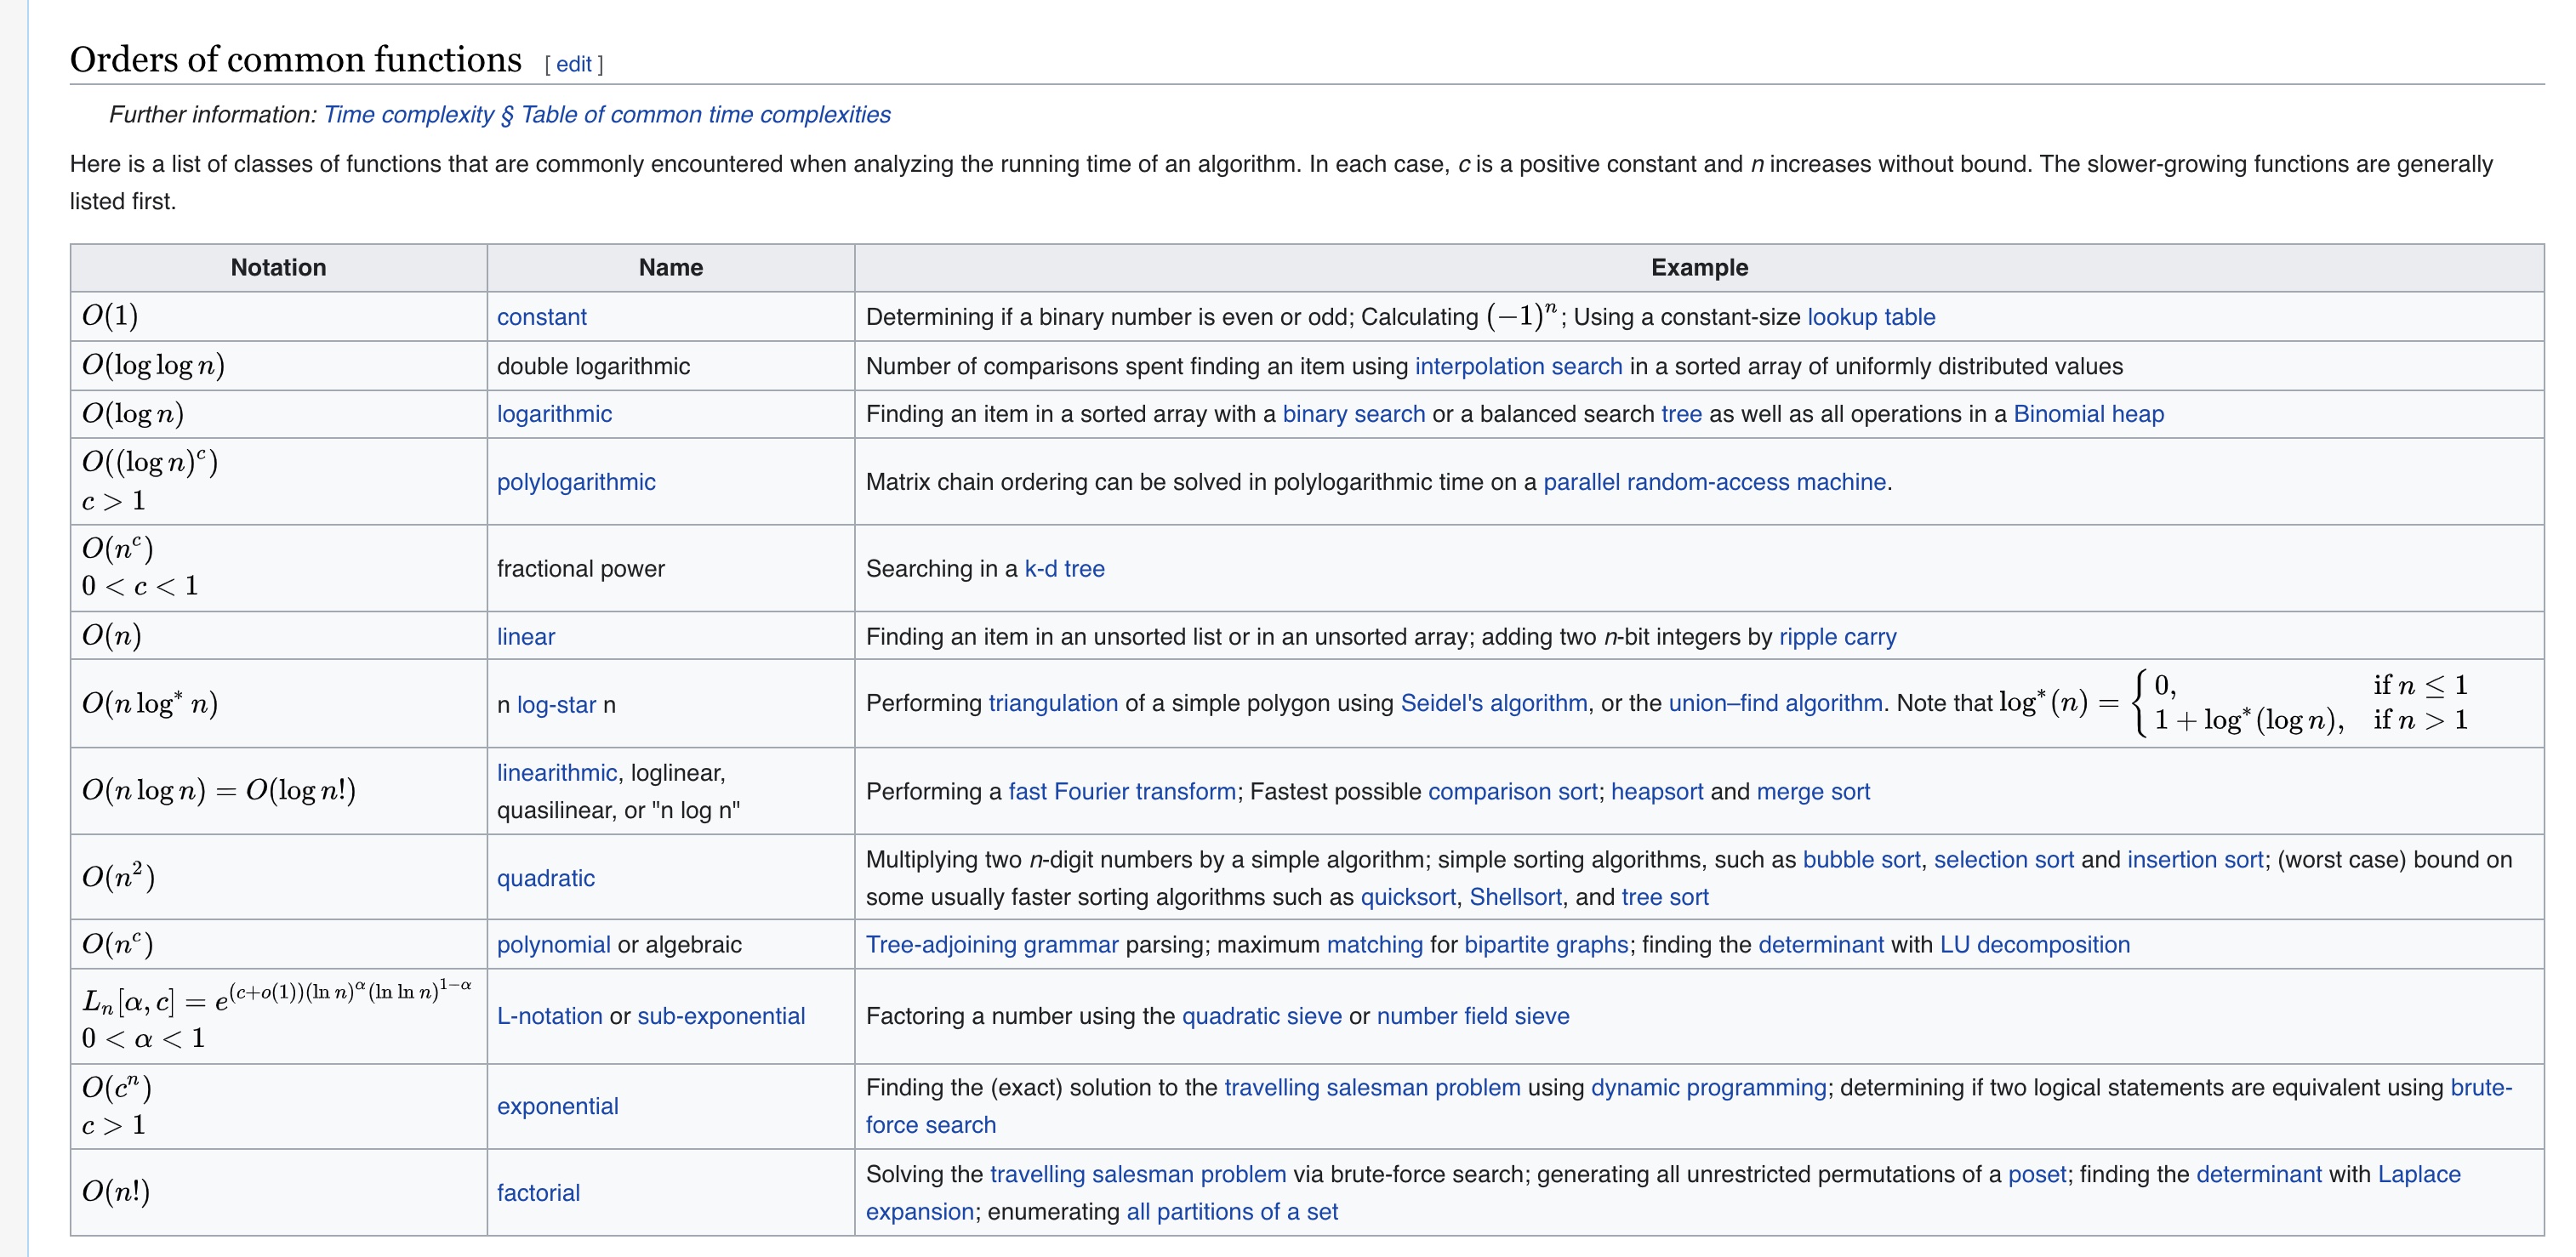 Orders of common functions [ edit ]
Further information: Time complexity § Table of common time complexities
Here is a list of classes of functions that are commonly encountered when analyzing the running time of an algorithm. In each case, c is a positive constant and n increases without bound. The slower-growing functions are generally
listed first.
Notation Name Example
O(1) constant Determining if a binary number is even or odd; Calculating (−1)^n; Using a constant-size lookup table
O(log log n) double logarithmic Number of comparisons spent finding an item using interpolation search in a sorted array of uniformly distributed values
O(log n) logarithmic Finding an item in a sorted array with a binary search or a balanced search tree as well as all operations in a Binomial heap
O((log n)^c)
c > 1
polylogarithmic Matrix chain ordering can be solved in polylogarithmic time on a parallel random-access machine.
O(n^c)
0 < c < 1
fractional power Searching in a k-d tree
O(n) linear Finding an item in an unsorted list or in an unsorted array; adding two n-bit integers by ripple carry
O(n log* n) n log-star n Performing triangulation of a simple polygon using Seidel's algorithm, or the union–find algorithm. Note that log*(n) = { 0, if n ≤ 1
1 + log*(log n), if n > 1
O(n log n) = O(log n!) linearithmic, loglinear,
quasilinear, or "n log n"
Performing a fast Fourier transform; Fastest possible comparison sort; heapsort and merge sort
O(n^2) quadratic Multiplying two n-digit numbers by a simple algorithm; simple sorting algorithms, such as bubble sort, selection sort and insertion sort; (worst case) bound on
some usually faster sorting algorithms such as quicksort, Shellsort, and tree sort
O(n^c) polynomial or algebraic Tree-adjoining grammar parsing; maximum matching for bipartite graphs; finding the determinant with LU decomposition
L_n[α, c] = e^{(c+o(1))(ln n)^α (ln ln n)^{1−α}}
0 < α < 1
L-notation or sub-exponential Factoring a number using the quadratic sieve or number field sieve
O(c^n)
c > 1
exponential Finding the (exact) solution to the travelling salesman problem using dynamic programming; determining if two logical statements are equivalent using brute-
force search
O(n!) factorial Solving the travelling salesman problem via brute-force search; generating all unrestricted permutations of a poset; finding the determinant with Laplace
expansion; enumerating all partitions of a set